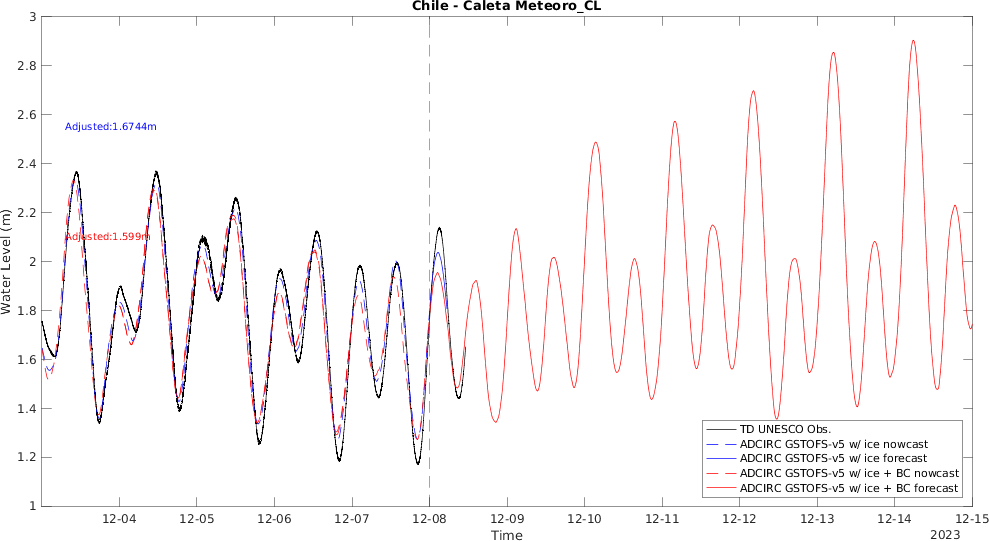 Chile - Caleta Meteoro_CL
3
2.8
2.6
2.4
2.2
2
1.8
1.6
1.4
1.2
1
Water Level (m)
Adjusted:1.6744m
Adjusted:1.599m
TD UNESCO Obs.
ADCIRC GSTOFS-v5 w/ ice nowcast
ADCIRC GSTOFS-v5 w/ ice forecast
ADCIRC GSTOFS-v5 w/ ice + BC nowcast
ADCIRC GSTOFS-v5 w/ ice + BC forecast
12-04 12-05 12-06 12-07 12-08 12-09 12-10 12-11 12-12 12-13 12-14 12-15
Time
2023